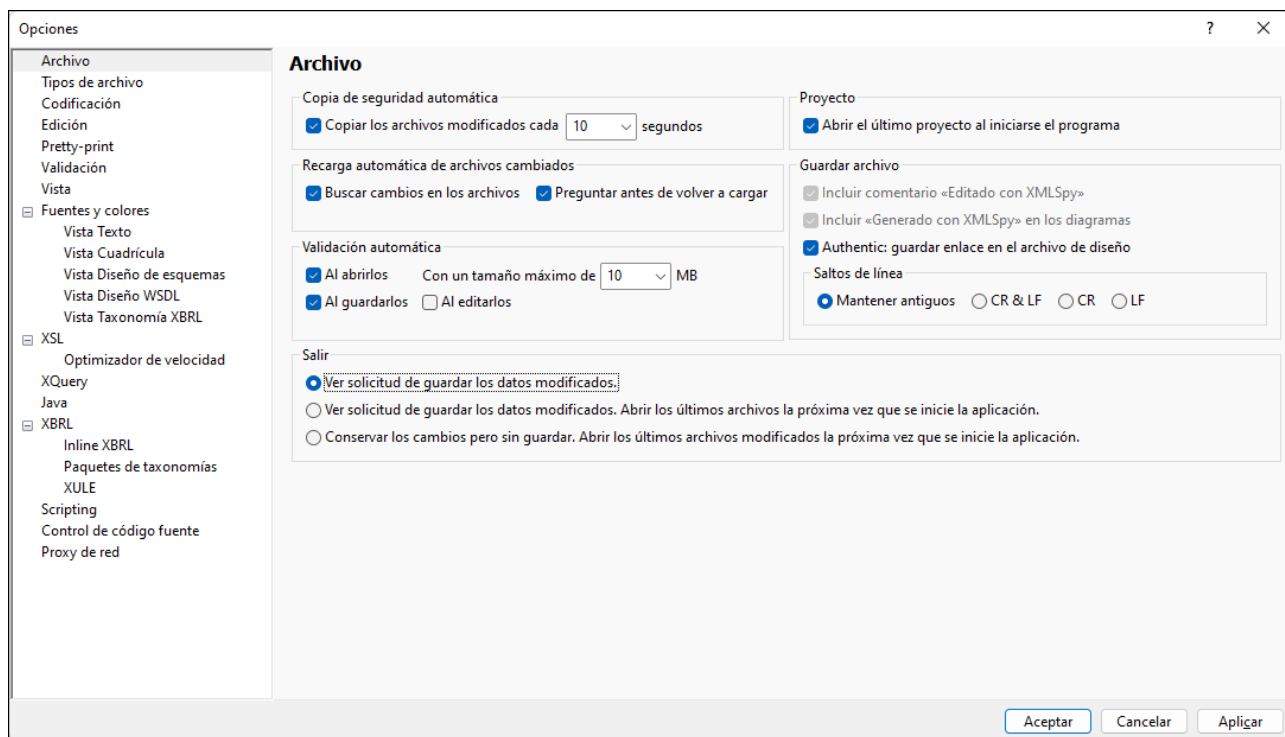 Opciones
?
Archivo
Tipos de archivo
Codificación
Edición
Pretty-print
Validación
Vista
Fuentes y colores
Vista Texto
Vista Cuadrícula
Vista Diseño de esquemas
Vista Diseño WSDL
Vista Taxonomía XBRL
XSL
Optimizador de velocidad
XQuery
Java
XBRL
Inline XBRL
Paquetes de taxonomías
XULE
Scripting
Control de código fuente
Proxy de red
Archivo
Copia de seguridad automática
Copiar los archivos modificados cada 10 segundos
Recarga automática de archivos cambiados
Buscar cambios en los archivos Preguntar antes de volver a cargar
Validación automática
Al abrirlos Con un tamaño máximo de 10 MB
Al guardarlos Al editarlos
Proyecto
Abrir el último proyecto al iniciarse el programa
Guardar archivo
Incluir comentario «Editado con XMLSpy»
Incluir «Generado con XMLSpy» en los diagramas
Authentic: guardar enlace en el archivo de diseño
Saltos de línea
Mantener antiguos CR & LF CR LF
Salir
Ver solicitud de guardar los datos modificados.
Ver solicitud de guardar los datos modificados. Abrir los últimos archivos la próxima vez que se inicie la aplicación.
Conservar los cambios pero sin guardar. Abrir los últimos archivos modificados la próxima vez que se inicie la aplicación.
Aceptar Cancelar Aplicar